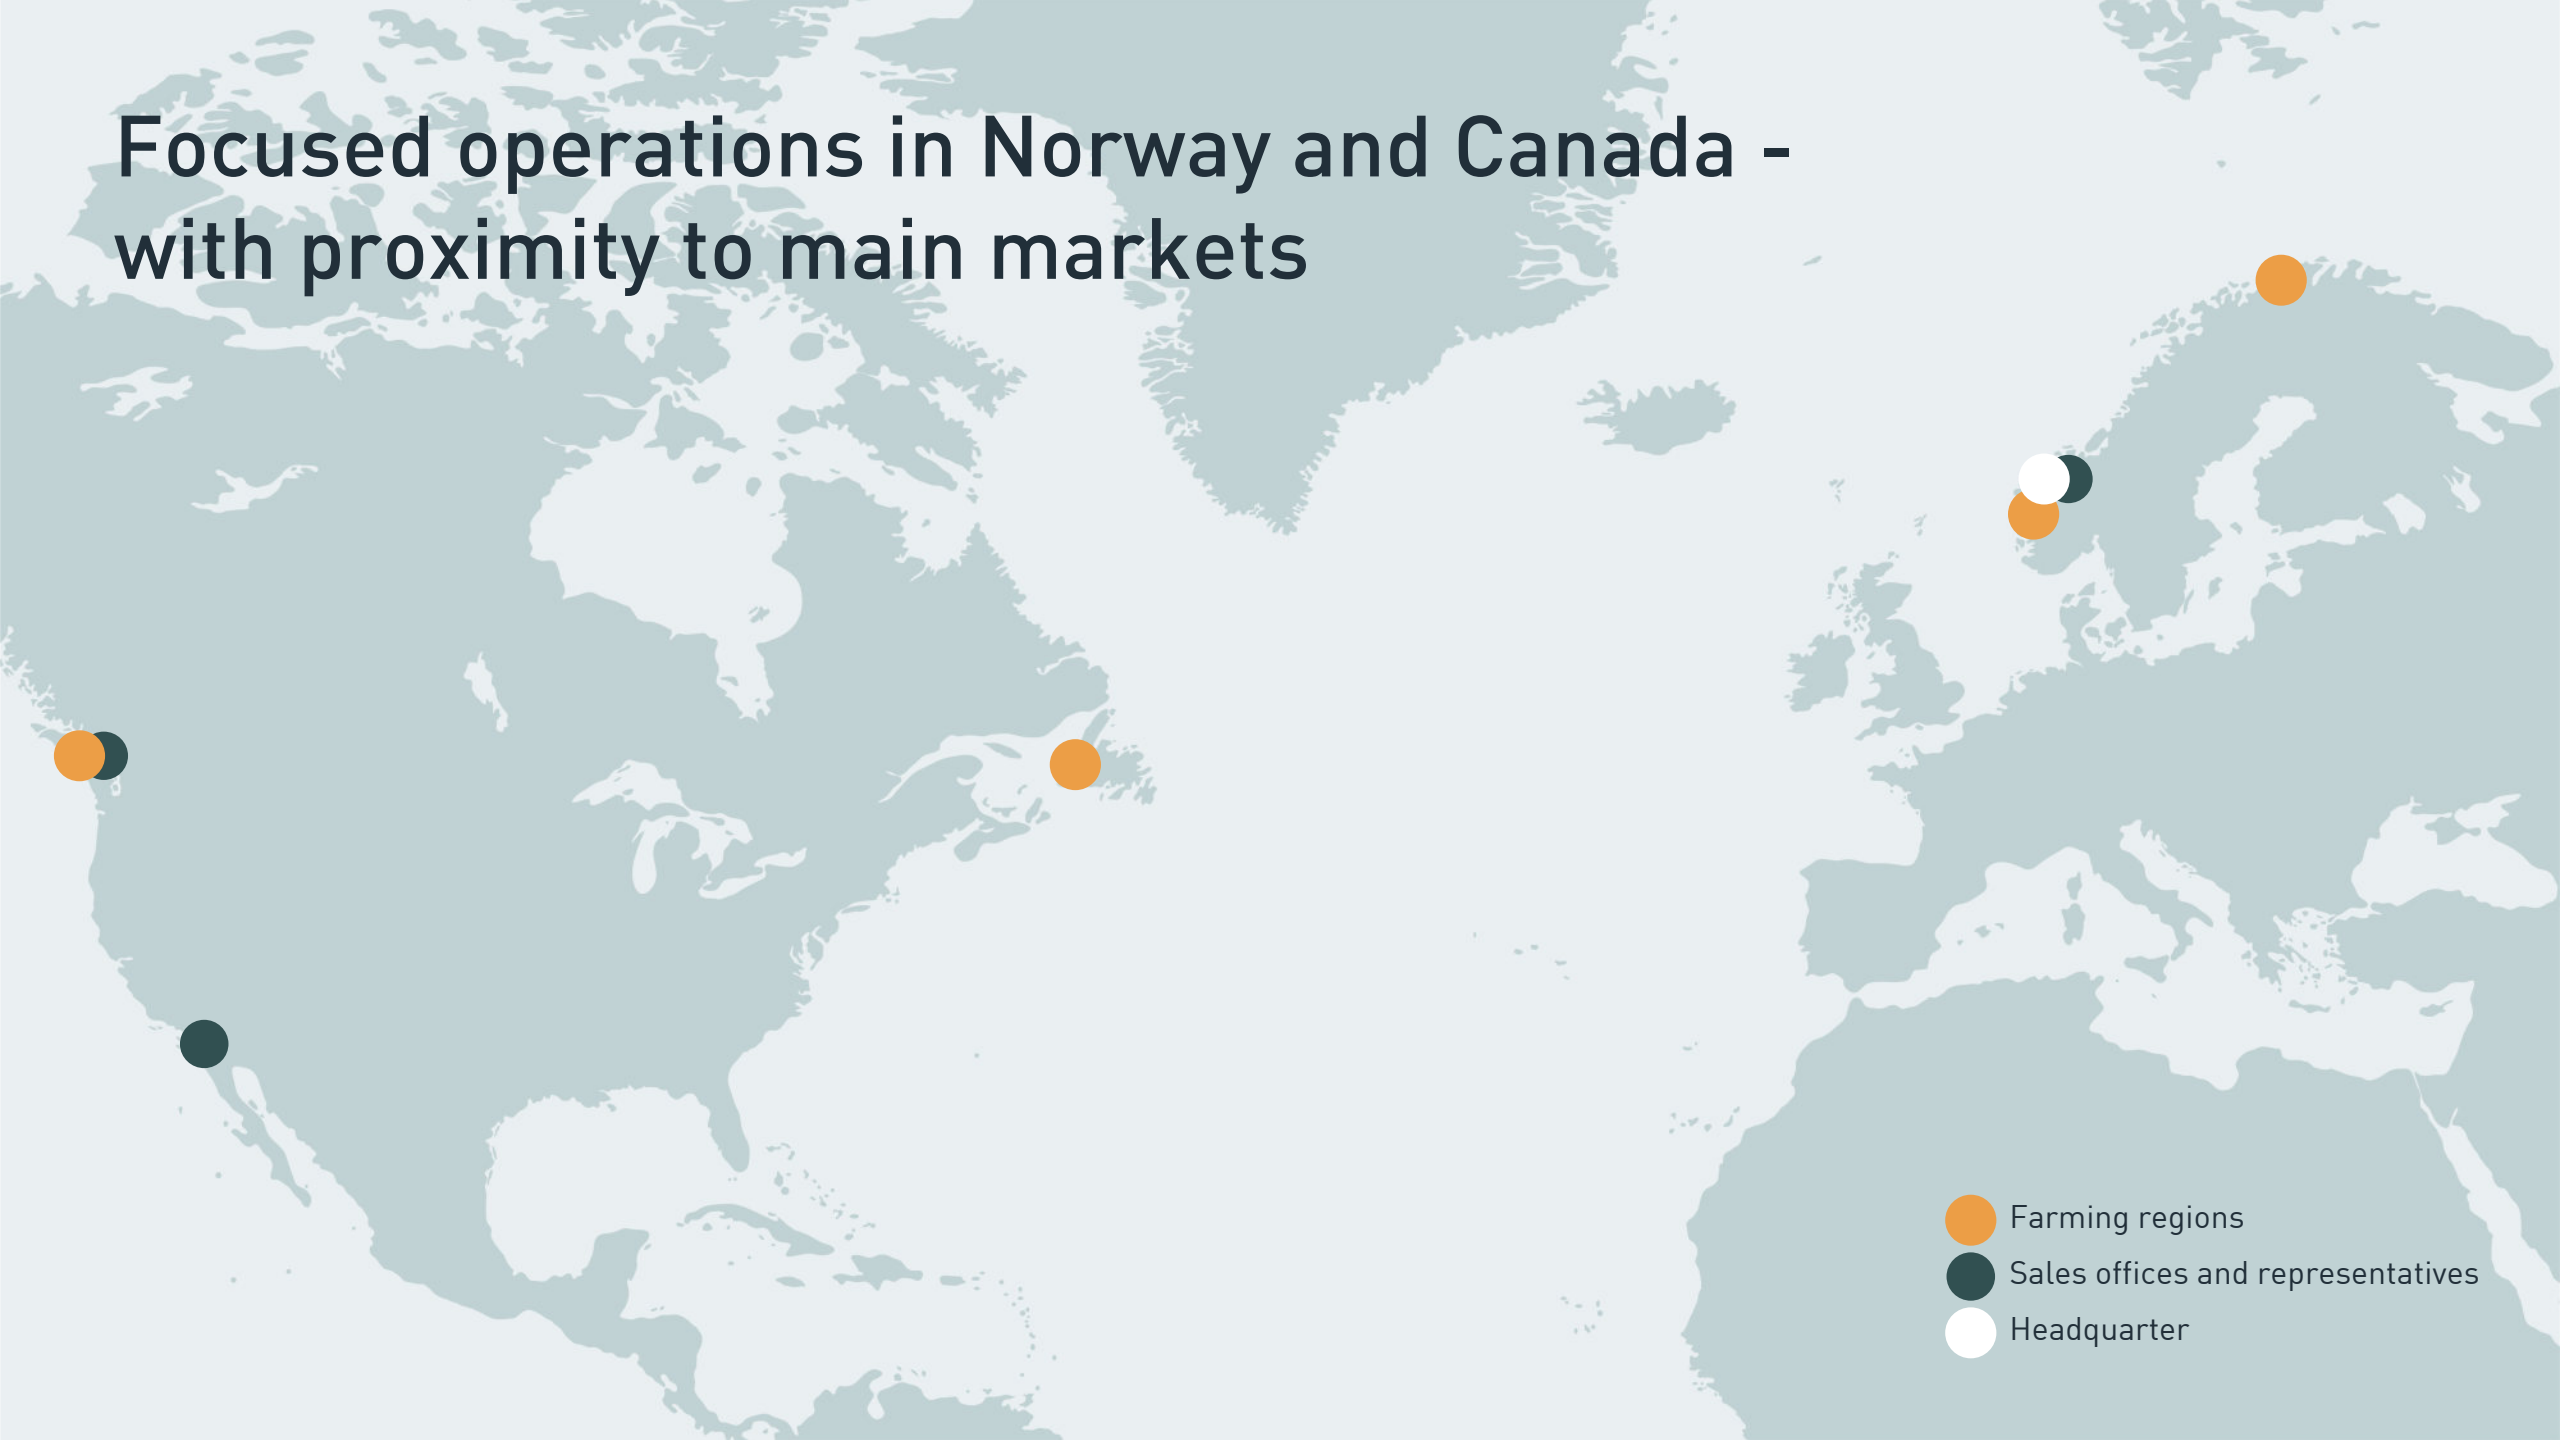 Focused operations in Norway and Canada -
with proximity to main markets
Farming regions
Sales offices and representatives
Headquarter